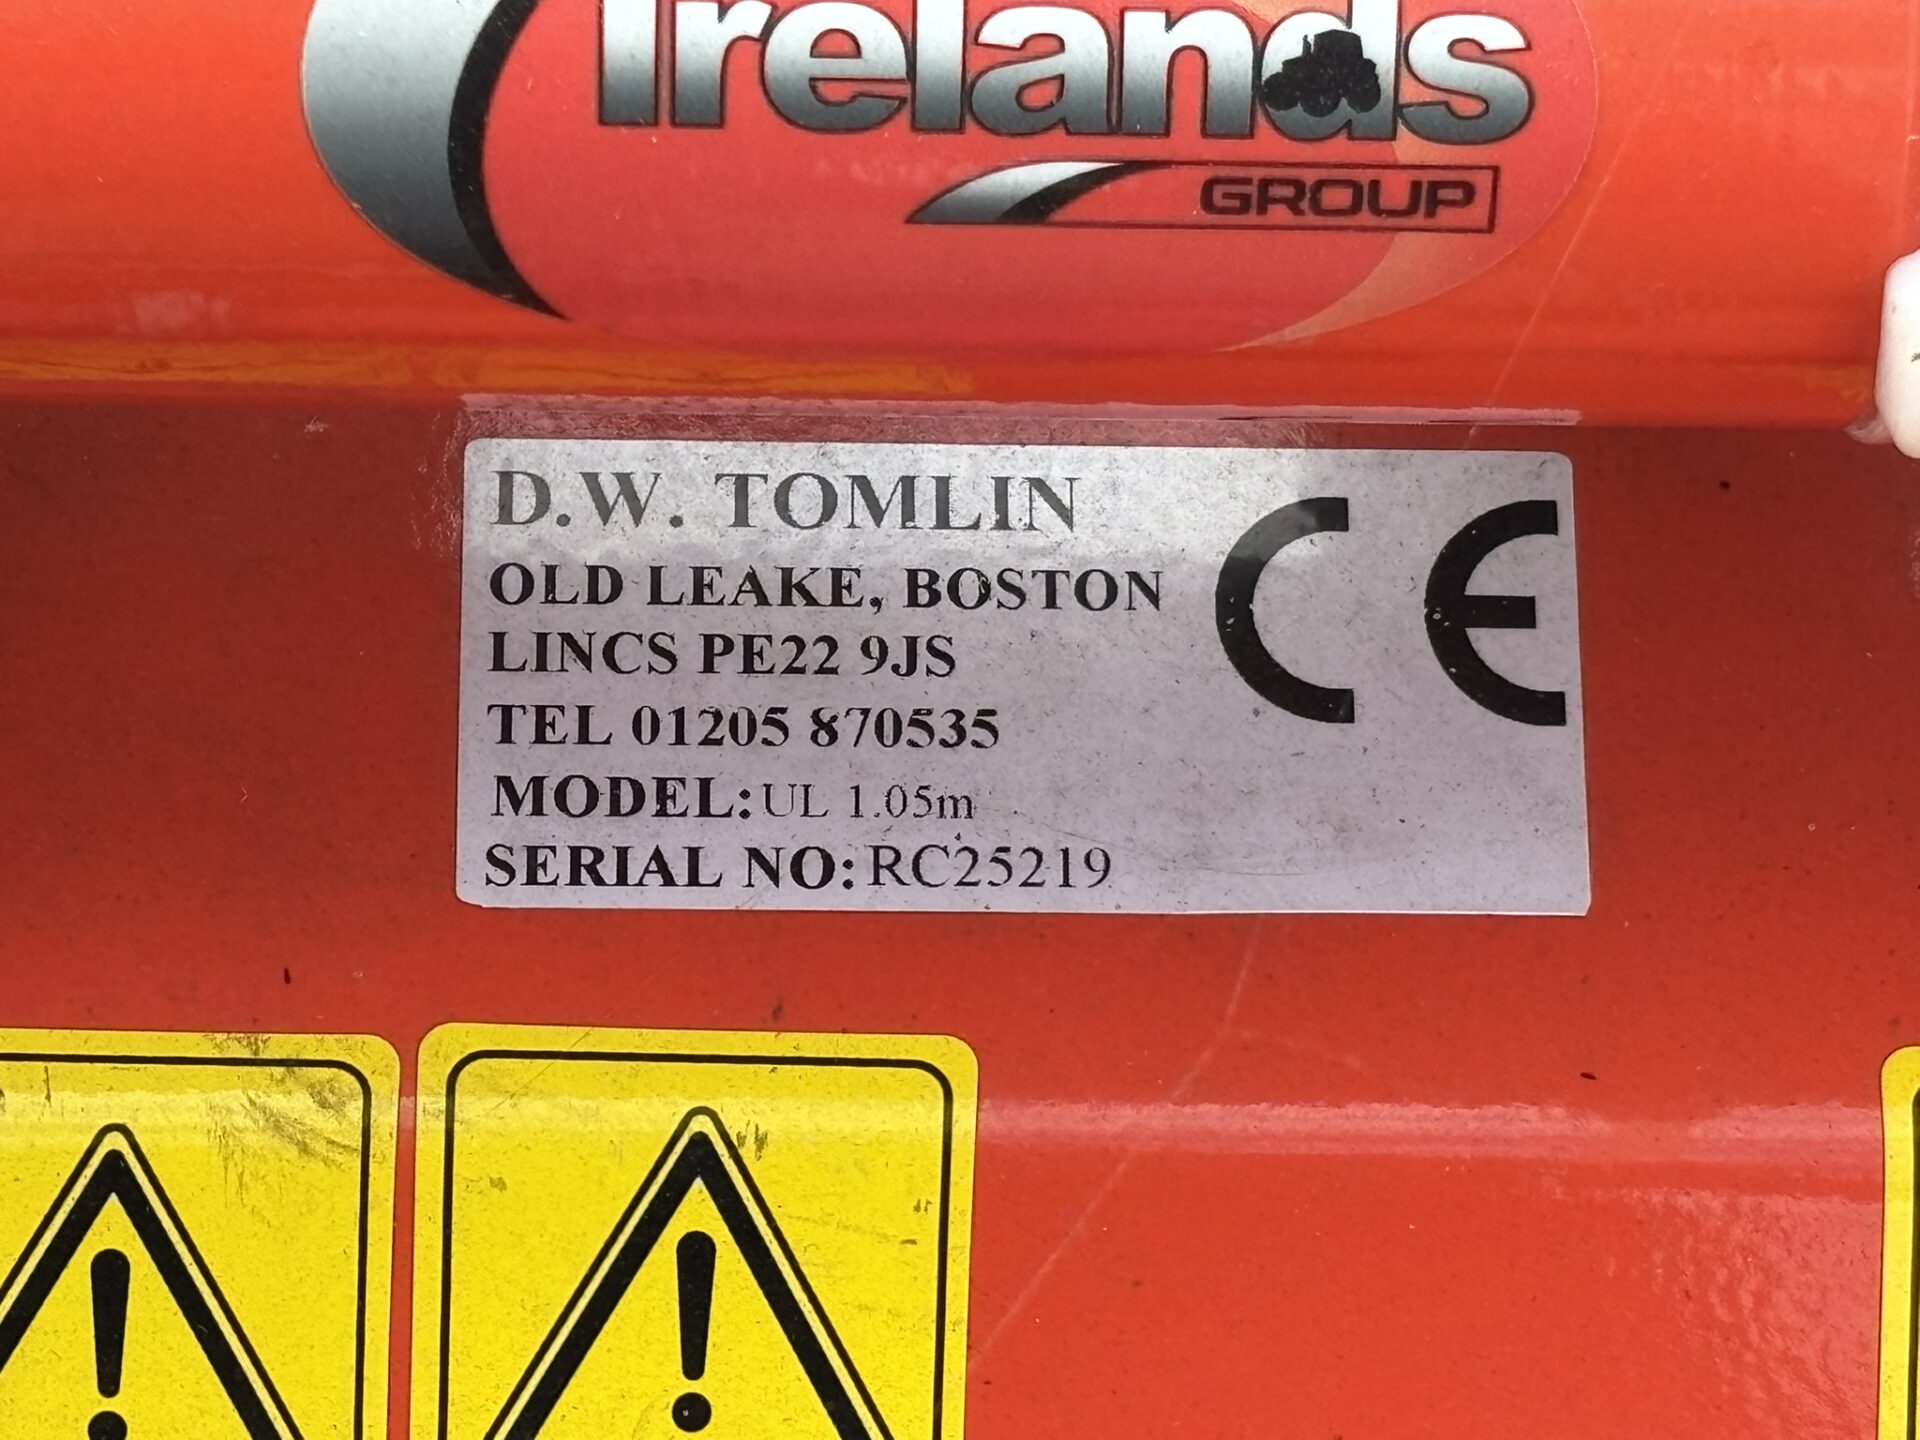 Irelands
GROUP
D.W. TOMLIN
OLD LEAKE, BOSTON
LINCS PE22 9JS
TEL 01205 870535
MODEL: UL 1.05m
SERIAL NO: RC25219
CE